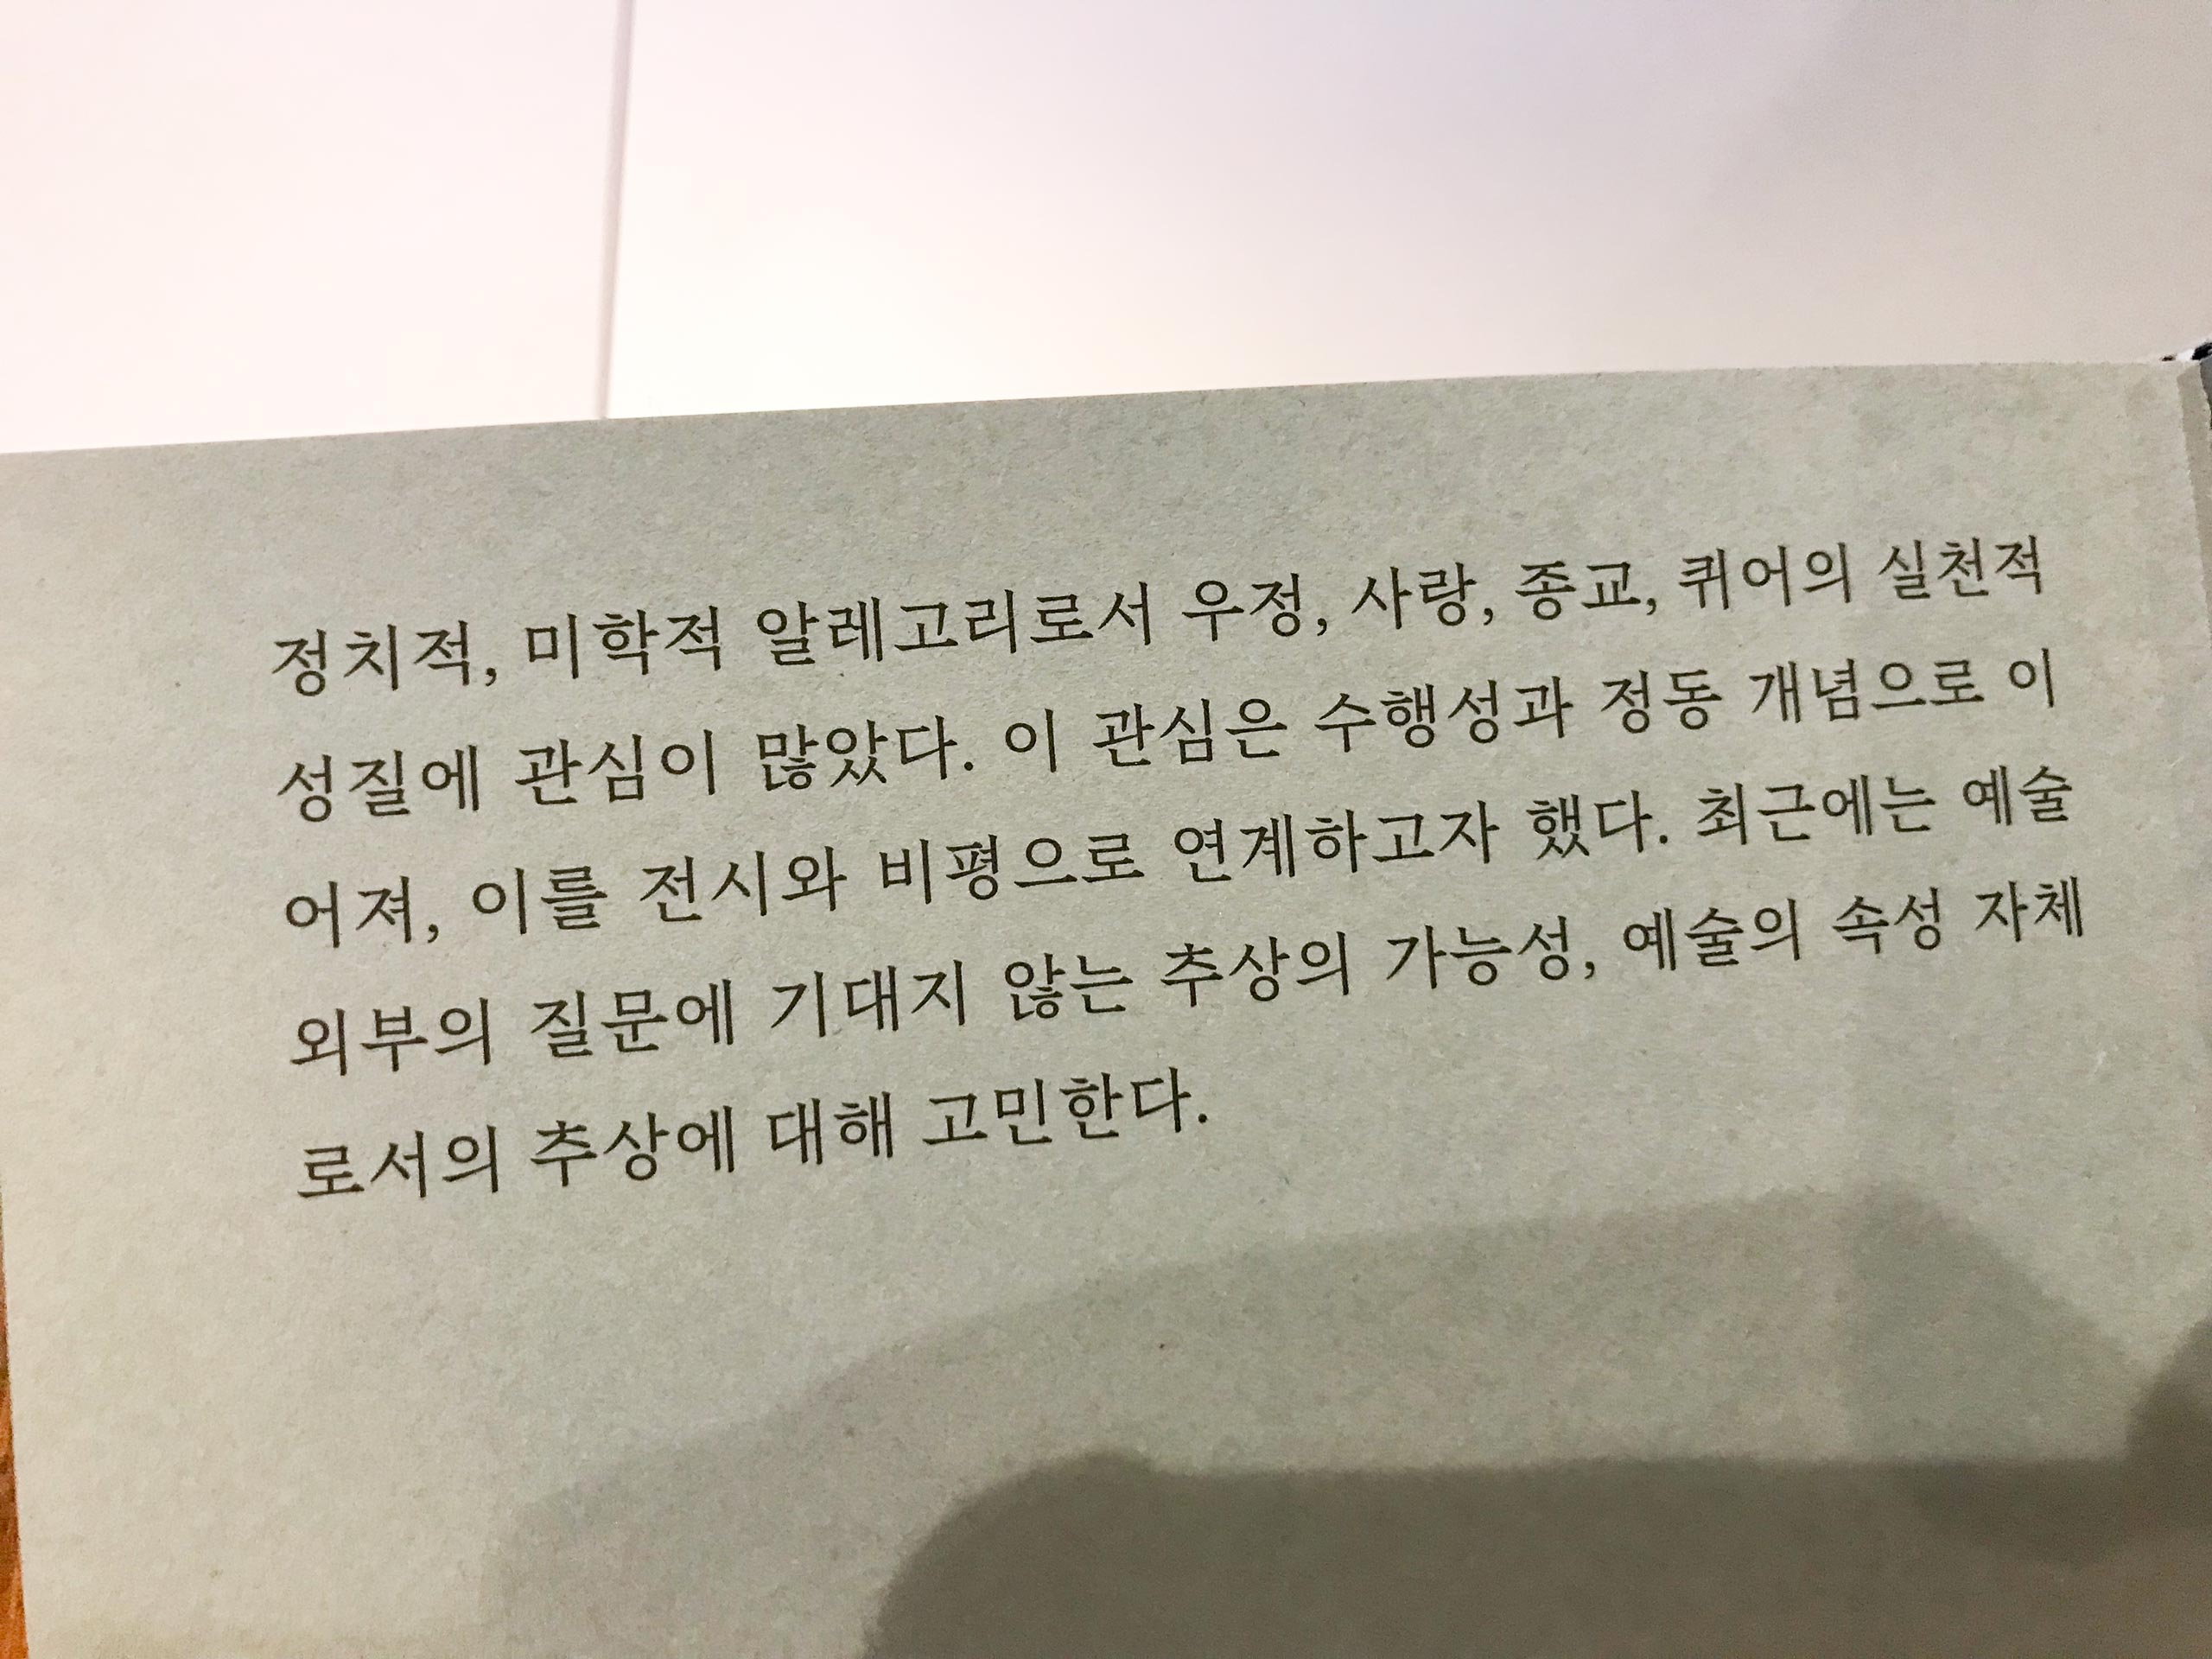 정치적, 미학적 알레고리로서 우정, 사랑, 종교, 퀴어의 실천적
성질에 관심이 많았다. 이 관심은 수행성과 정동 개념으로 이
어져, 이를 전시와 비평으로 연계하고자 했다. 최근에는 예술
외부의 질문에 기대지 않는 추상의 가능성, 예술의 속성 자체
로서의 추상에 대해 고민한다.